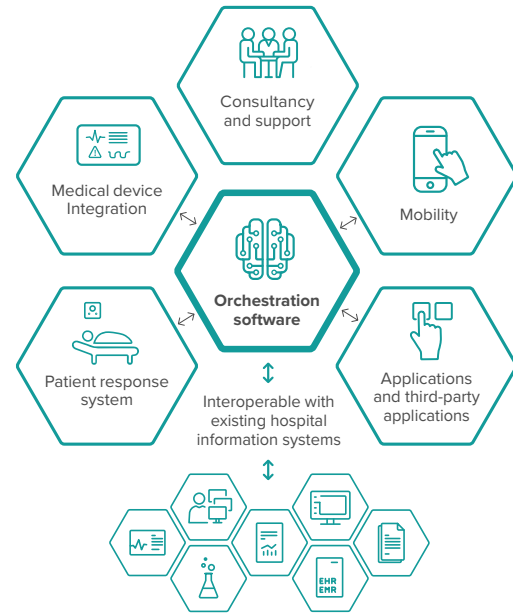 Consultancy
and support
Medical device
Integration
Mobility
Orchestration
software
Patient response
system
Applications
and third-party
applications
Interoperable with
existing hospital
information systems
EHR
EMR